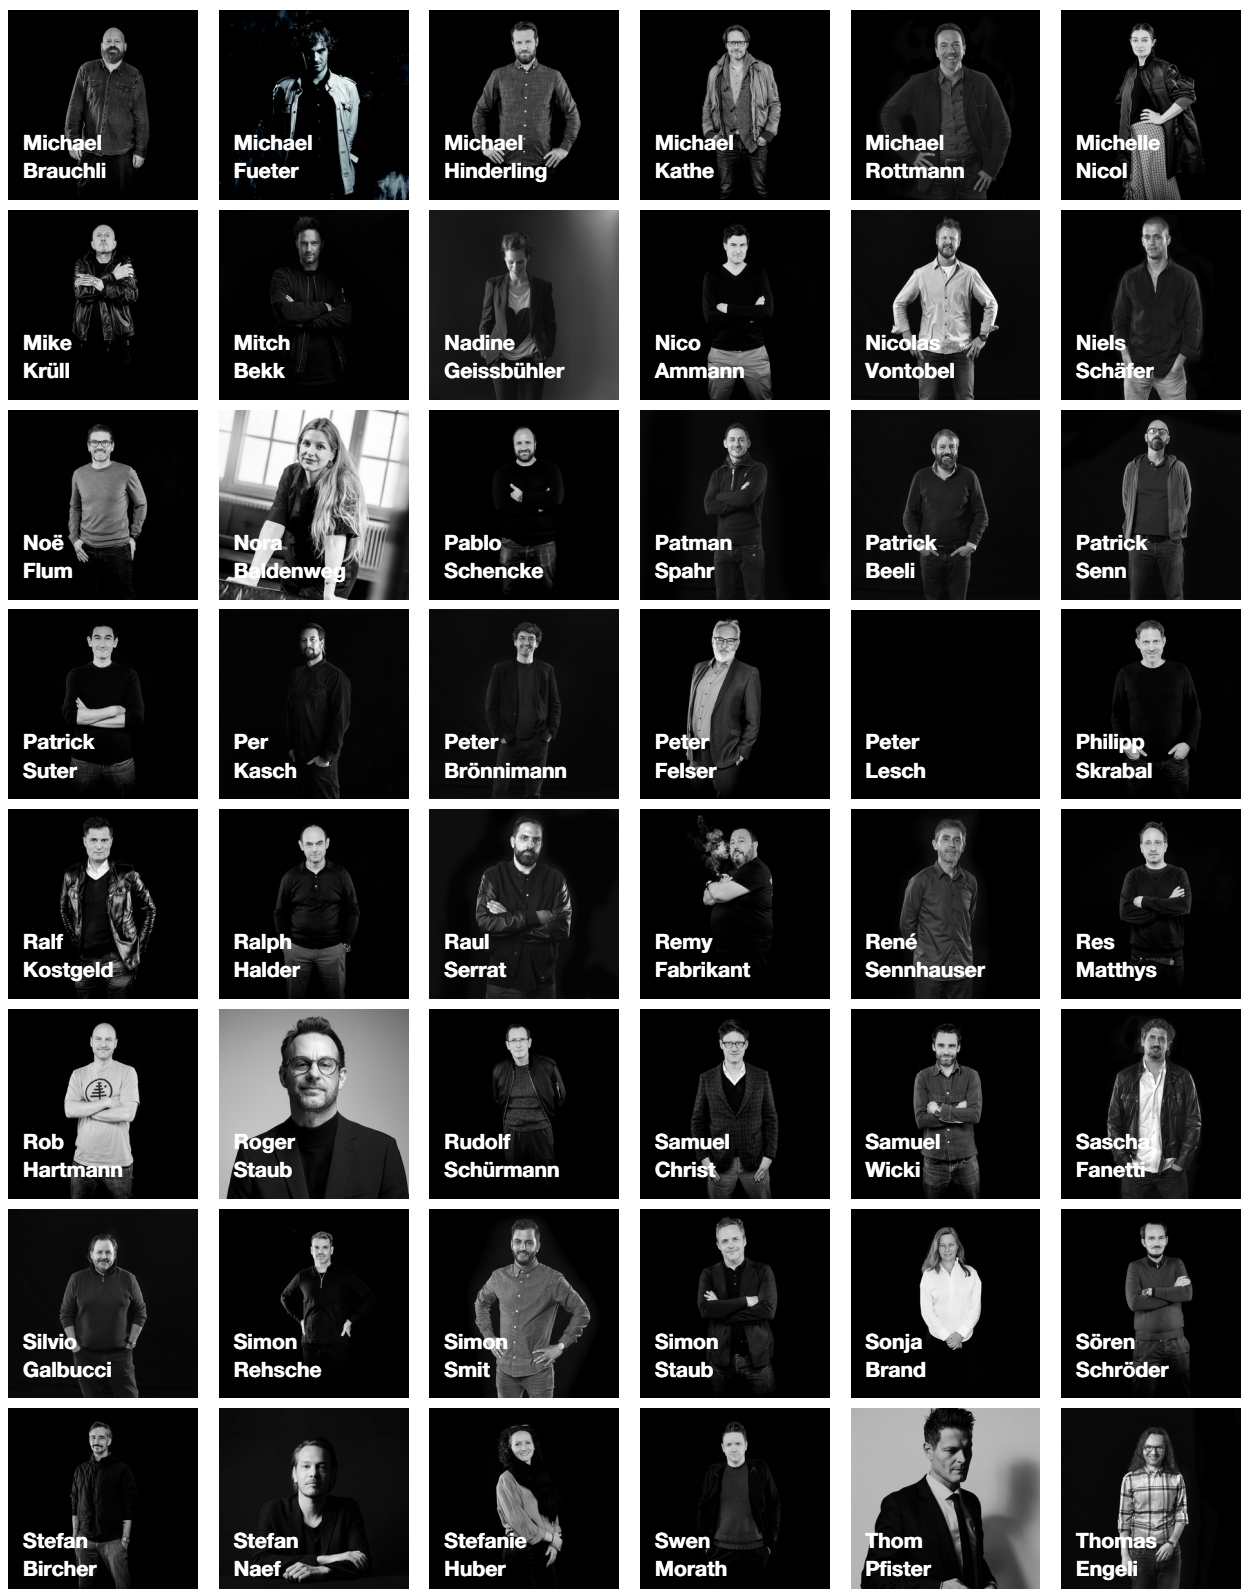 Michael
Brauchli
Michael
Fueter
Michael
Hinderling
Michael
Kathe
Michael
Rottmann
Michelle
Nicol
Mike
Krüll
Mitch
Bekk
Nadine
Geissbühler
Nico
Ammann
Nicolas
Vontobel
Niels
Schäfer
Noë
Flum
Nora
Baldenweg
Pablo
Schencke
Patman
Spahr
Patrick
Beeli
Patrick
Senn
Patrick
Suter
Per
Kasch
Peter
Brönnimann
Peter
Felser
Peter
Lesch
Philipp
Skrabal
Ralf
Kostgeld
Ralph
Halder
Raul
Serrat
Remy
Fabrikant
René
Sennhauser
Res
Matthys
Rob
Hartmann
Roger
Staub
Rudolf
Schürmann
Samuel
Christ
Samuel
Wicki
Sascha
Fanetti
Silvio
Galbucci
Simon
Rehsche
Simon
Smit
Simon
Staub
Sonja
Brand
Sören
Schröder
Stefan
Bircher
Stefan
Naef
Stefanie
Huber
Swen
Morath
Thom
Pfister
Thomas
Engeli